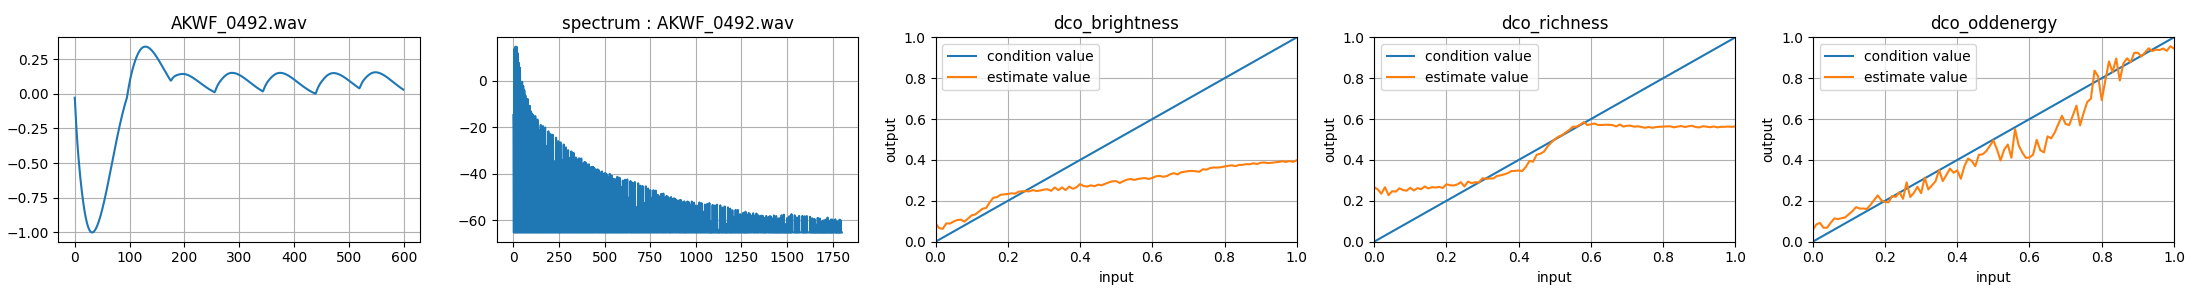 AKWF_0492.wav
0.25
0.00
−0.25
−0.50
−0.75
−1.00
0 100 200 300 400 500 600
spectrum : AKWF_0492.wav
0
−20
−40
−60
0 250 500 750 1000 1250 1500 1750
dco_brightness
condition value
estimate value
output
1.0
0.8
0.6
0.4
0.2
0.0
0.0 0.2 0.4 0.6 0.8 1.0
input
dco_richness
condition value
estimate value
output
1.0
0.8
0.6
0.4
0.2
0.0
0.0 0.2 0.4 0.6 0.8 1.0
input
dco_oddenergy
condition value
estimate value
output
1.0
0.8
0.6
0.4
0.2
0.0
0.0 0.2 0.4 0.6 0.8 1.0
input